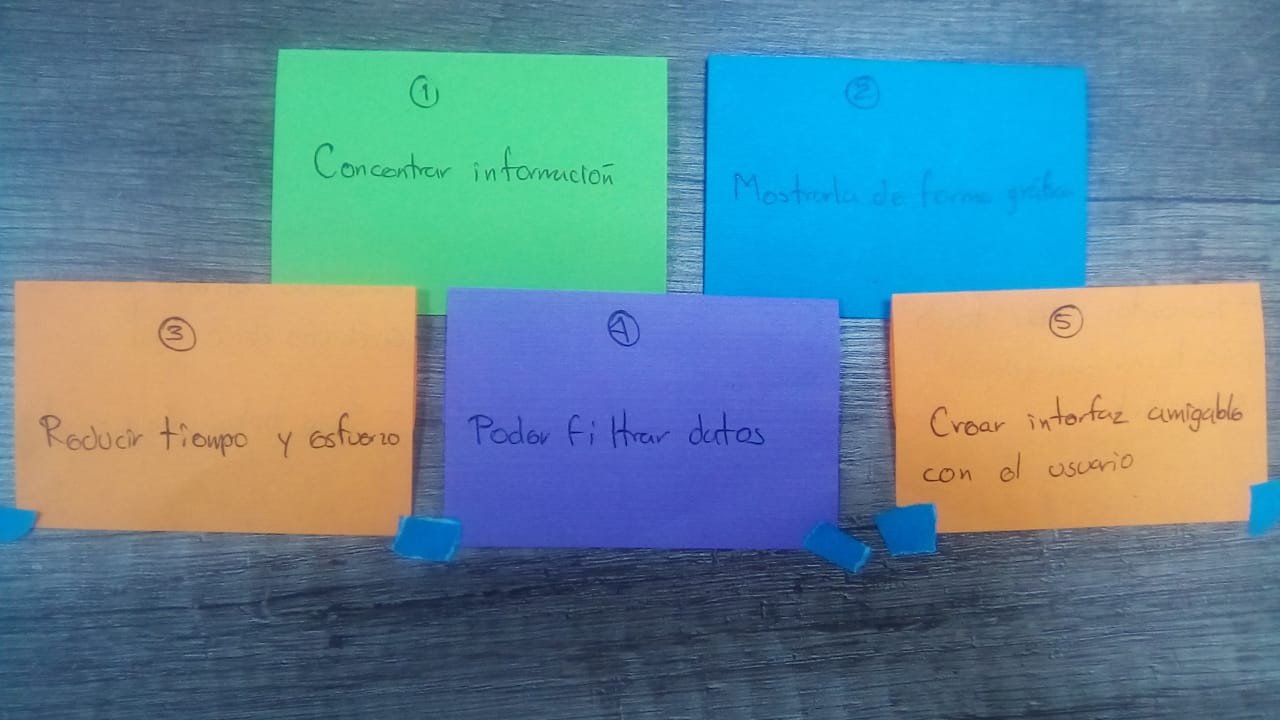 1
Concentrar información
2
Mostrarla de forma gráfica
3
Reducir tiempo y esfuerzo
4
Poder filtrar datos
5
Crear interfaz amigable
con el usuario